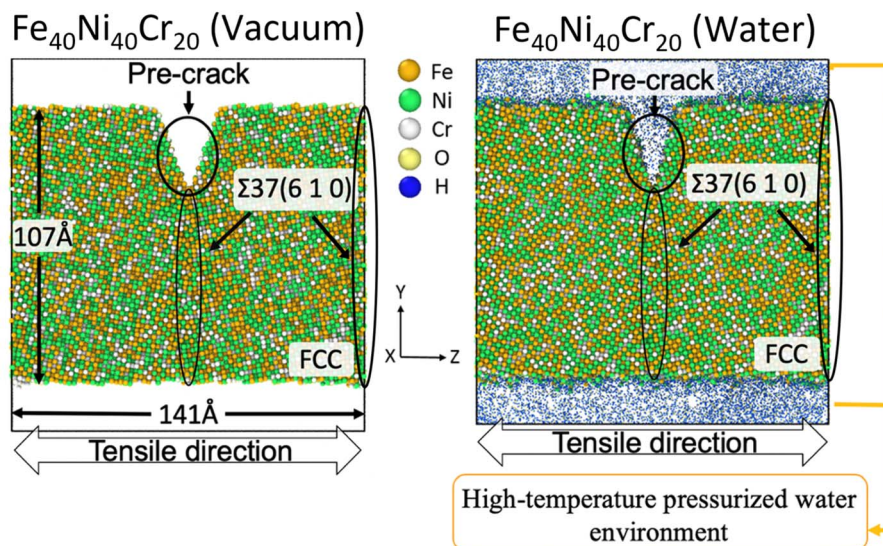 Fe₄₀Ni₄₀Cr₂₀ (Vacuum)
Fe₄₀Ni₄₀Cr₂₀ (Water)
Pre-crack
Fe
Ni
Cr
O
H
Pre-crack
Σ37(6 1 0)
Σ37(6 1 0)
107Å
Y
X
Z
FCC
FCC
141Å
Tensile direction
Tensile direction
High-temperature pressurized water
environment